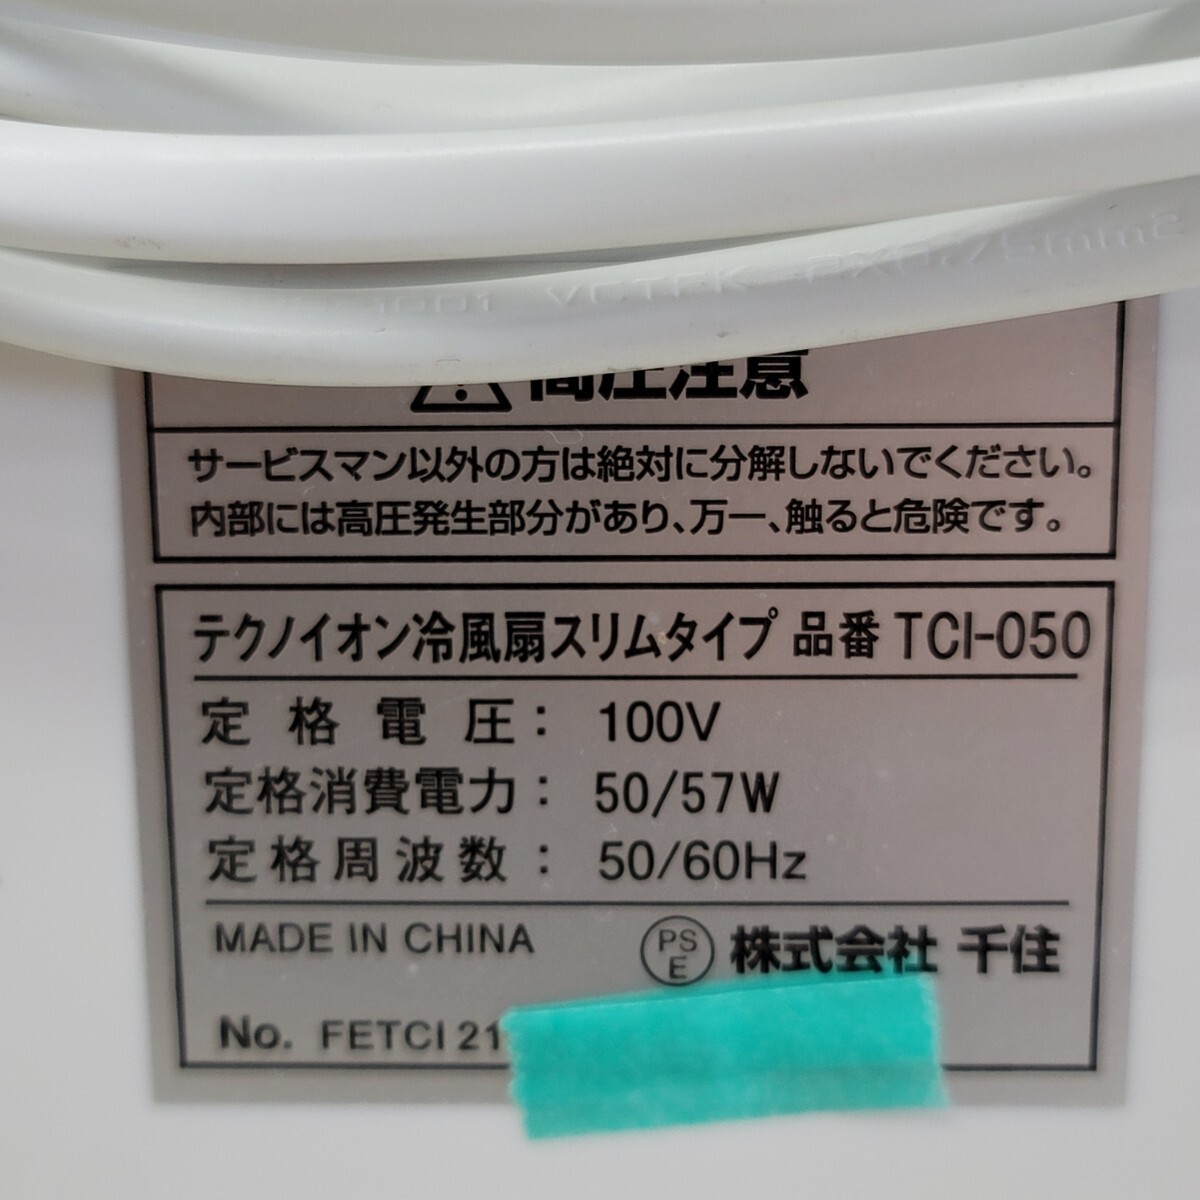 1001 VCTFK 2X0.75mm2
高圧注意
サービスマン以外の方は絶対に分解しないでください。
内部には高圧発生部分があり、万一、触ると危険です。
テクノイオン冷風扇スリムタイプ 品番 TCI-050
定格電圧： 100V
定格消費電力： 50/57W
定格周波数： 50/60Hz
MADE IN CHINA PSE 株式会社 千住
No. FETCI 21